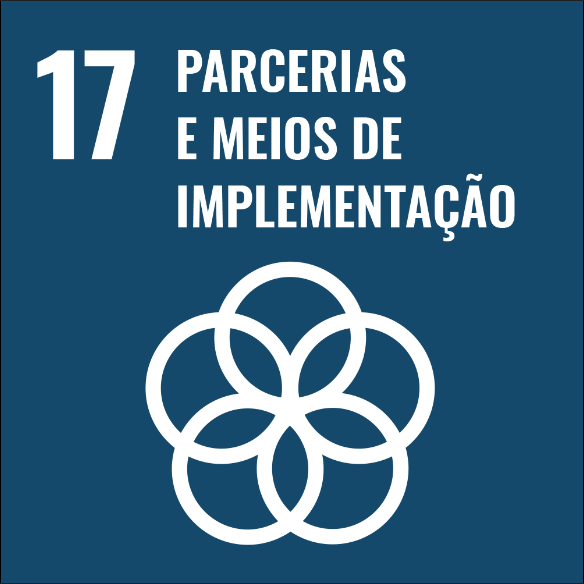 17
PARCERIAS
E MEIOS DE
IMPLEMENTAÇÃO